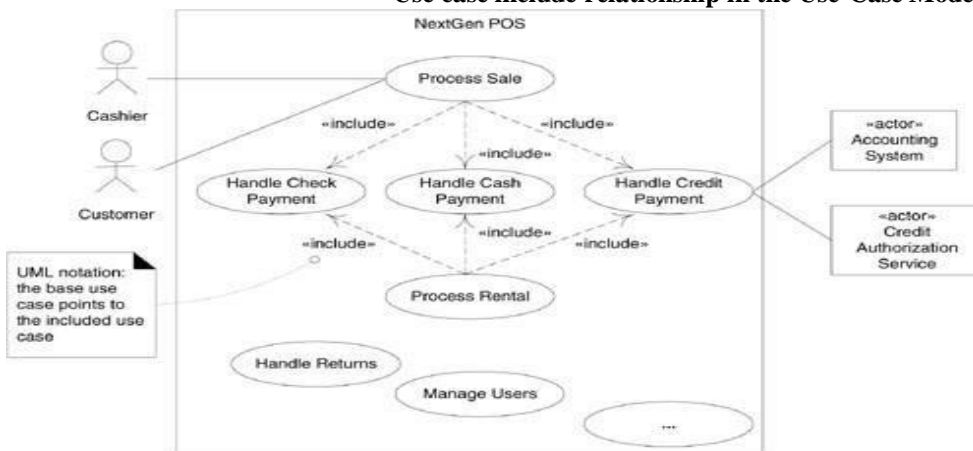 Use case include relationship in the Use-Case Mode
NextGen POS
Process Sale
Cashier
«include»
«include»
«include»
«actor»
Accounting
System
Handle Check
Payment
Handle Cash
Payment
Handle Credit
Payment
Customer
«actor»
Credit
Authorization
Service
«include»
«include»
«include»
UML notation:
the base use
case points to
the included use
case
Process Rental
Handle Returns
Manage Users
...